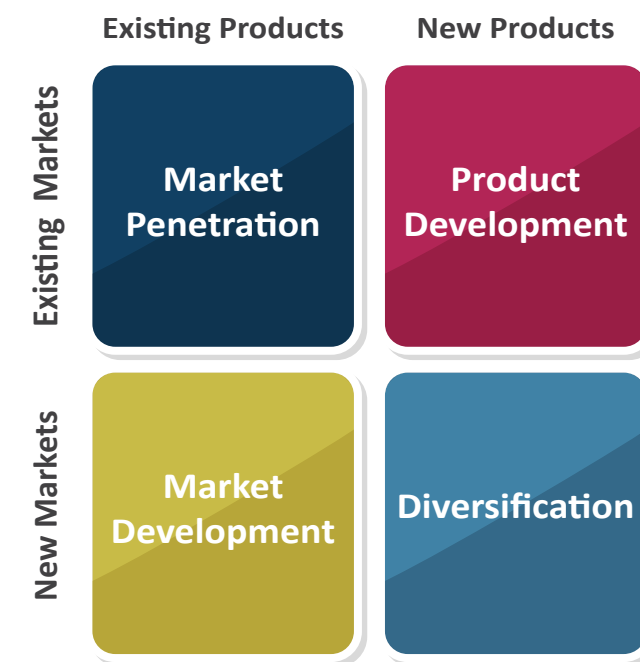 Existing Products
New Products
Existing Markets
Market
Penetration
Product
Development
New Markets
Market
Development
Diversification